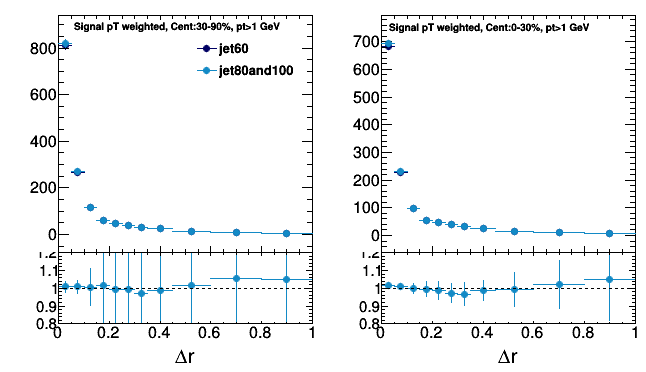 Signal pT weighted, Cent:30-90%, pt>1 GeV
jet60
jet80and100
800
600
400
200
0
1.2
1.1
1
0.9
0.8
0 0.2 0.4 0.6 0.8 1
Δr
Signal pT weighted, Cent:0-30%, pt>1 GeV
700
600
500
400
300
200
100
0
1.2
1.1
1
0.9
0.8
0 0.2 0.4 0.6 0.8 1
Δr